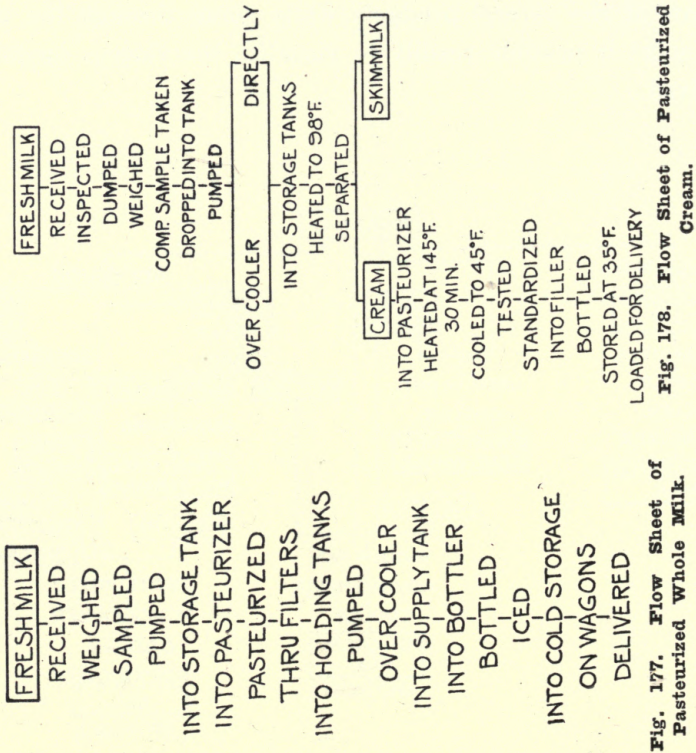 FRESH MILK
RECEIVED
WEIGHED
SAMPLED
PUMPED
INTO STORAGE TANK
INTO PASTEURIZER
PASTEURIZED
THRU FILTERS
INTO HOLDING TANKS
PUMPED
OVER COOLER
INTO SUPPLY TANK
INTO BOTTLER
BOTTLED
ICED
INTO COLD STORAGE
ON WAGONS
DELIVERED
Fig. 177. Flow Sheet of
Pasteurized Whole Milk.
FRESH MILK
RECEIVED
INSPECTED
DUMPED
WEIGHED
COMP. SAMPLE TAKEN
DROPPED INTO TANK
PUMPED
OVER COOLER DIRECTLY
INTO STORAGE TANKS
HEATED TO 98°F.
SEPARATED
CREAM SKIM-MILK
INTO PASTEURIZER
HEATED AT 145°F.
30 MIN.
COOLED TO 45°F.
TESTED
STANDARDIZED
INTO FILLER
BOTTLED
STORED AT 35°F.
LOADED FOR DELIVERY
Fig. 178. Flow Sheet of Pasteurized
Cream.